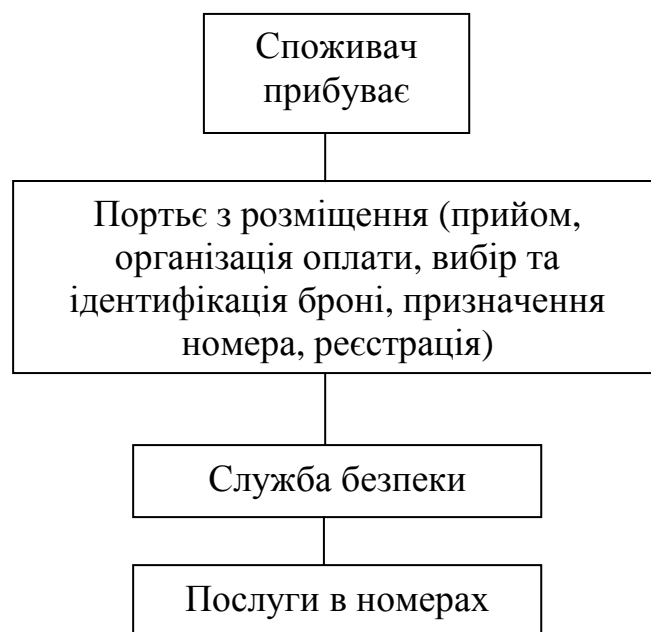 Споживач
прибуває
Портьє з розміщення (прийом,
організація оплати, вибір та
ідентифікація броні, призначення
номера, реєстрація)
Служба безпеки
Послуги в номерах